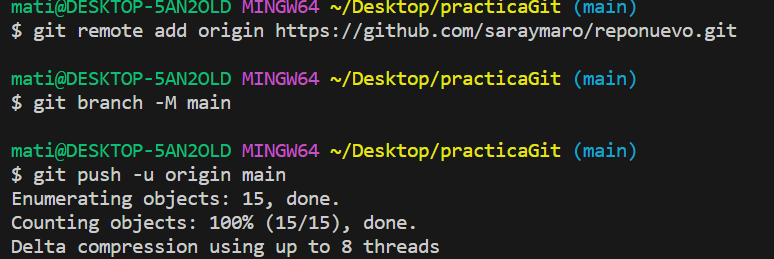 mati@DESKTOP-5AN2OLD MINGW64 ~/Desktop/practicaGit (main)
$ git remote add origin https://github.com/saraymaro/reponuevo.git
mati@DESKTOP-5AN2OLD MINGW64 ~/Desktop/practicaGit (main)
$ git branch -M main
mati@DESKTOP-5AN2OLD MINGW64 ~/Desktop/practicaGit (main)
$ git push -u origin main
Enumerating objects: 15, done.
Counting objects: 100% (15/15), done.
Delta compression using up to 8 threads